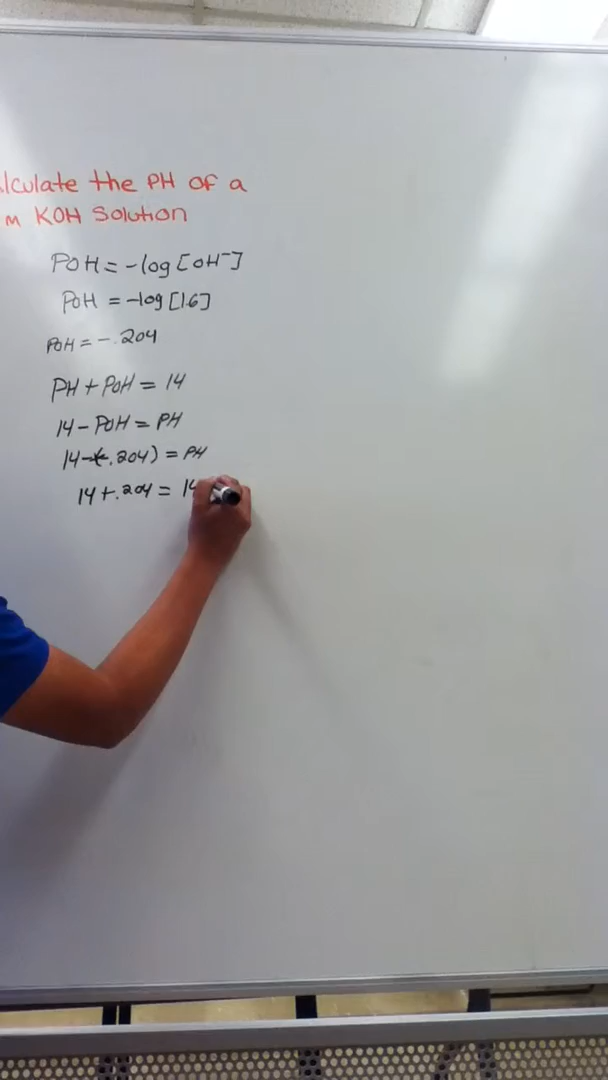 lculate the PH of a
M KOH Solution
POH = -log [OH⁻]
POH = -log [1.6]
POH = -.204
PH + POH = 14
14 - POH = PH
14-(-.204) = PH
14+.204 = 14